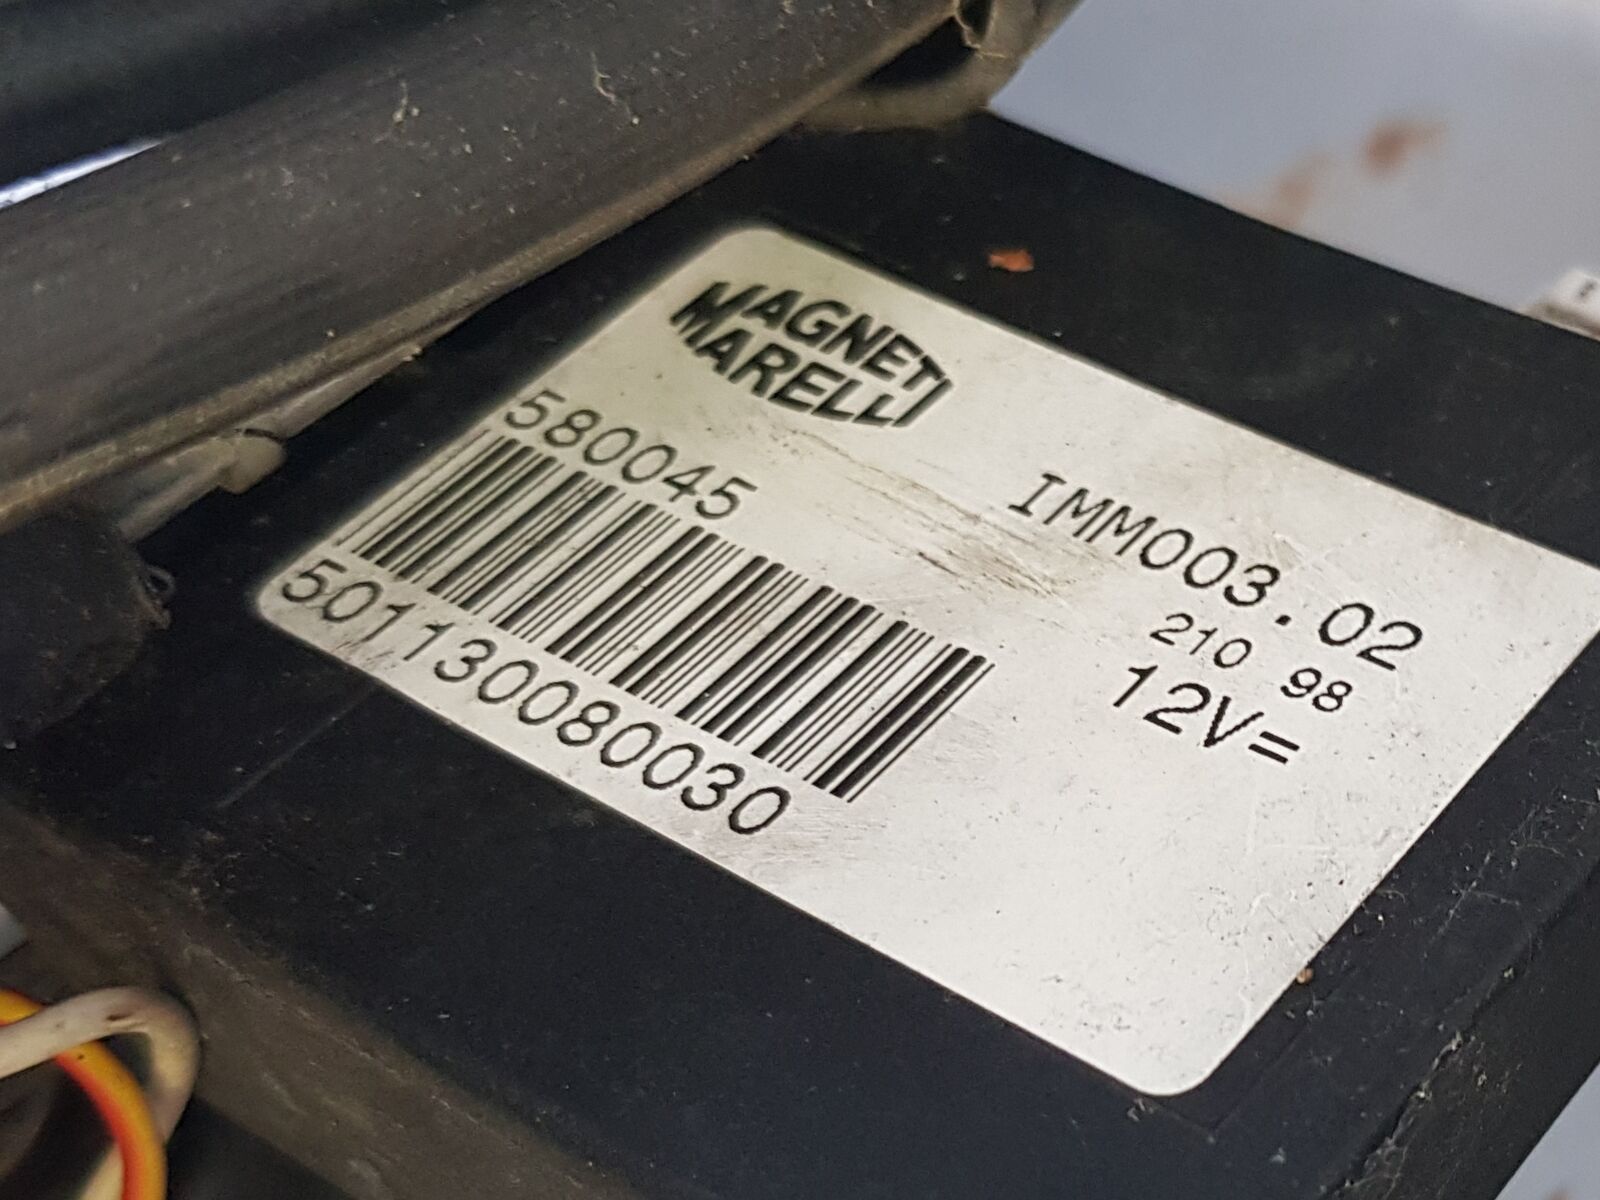 MAGNETI
MARELLI
580045
501130080030
IMM003.02
210 98
12V=